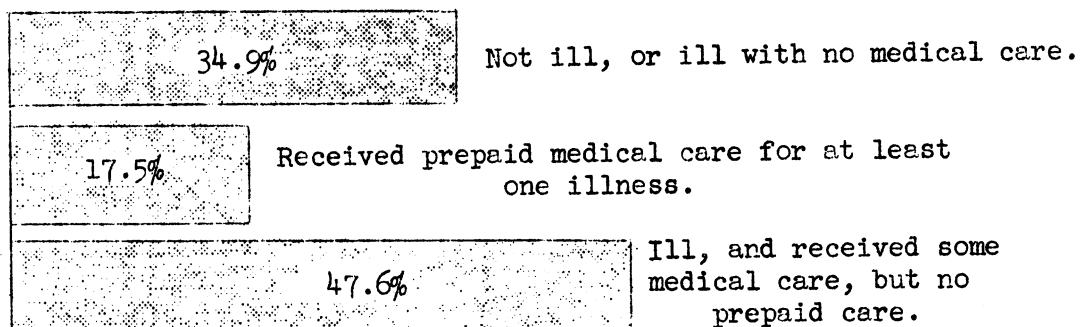 34.9% Not ill, or ill with no medical care.
17.5% Received prepaid medical care for at least
one illness.
47.6% Ill, and received some
medical care, but no
prepaid care.